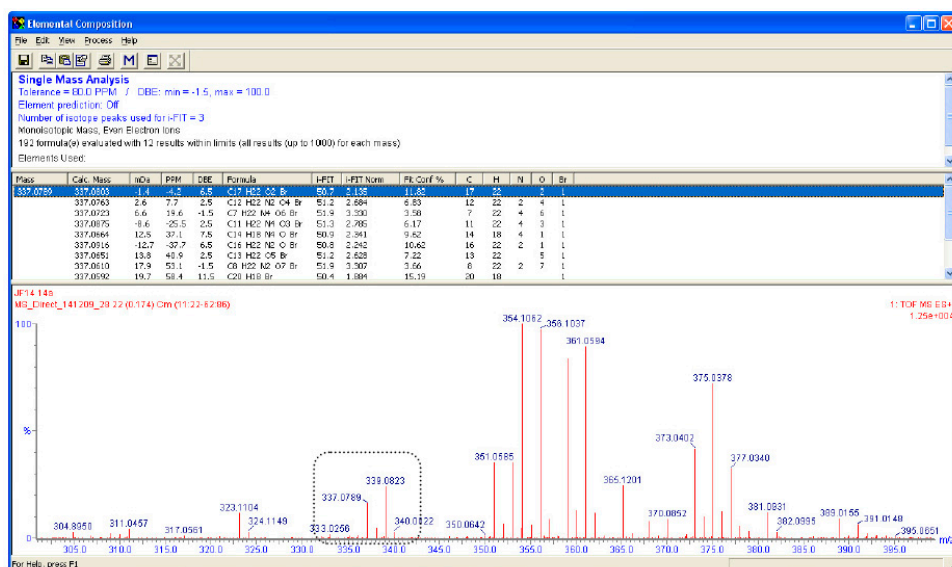 Elemental Composition
File Edit View Process Help
Single Mass Analysis
Tolerance = 80.0 PPM / DBE: min = -1.5, max = 100.0
Element prediction: Off
Number of isotope peaks used for i-FIT = 3
Monoisotopic Mass, Even Electron Ions
192 formula(e) evaluated with 12 results within limits (all results (up to 1000) for each mass)
Elements Used:
Mass Calc. Mass mDa PPM DBE Formula i-FIT i-FIT Norm Fit Conf % C H N O Br
337.0789 337.0803 -1.4 -4.2 6.5 C17 H22 O2 Br 50.7 2.135 11.82 17 22 2 1
337.0763 2.6 7.7 2.5 C12 H22 N2 O4 Br 51.2 2.684 6.83 12 22 2 4 1
337.0723 6.6 19.6 -1.5 C7 H22 N4 O6 Br 51.9 3.330 3.58 7 22 4 6 1
337.0875 -8.6 -25.5 2.5 C11 H22 N4 O3 Br 51.3 2.785 6.17 11 22 4 3 1
337.0664 12.5 37.1 7.5 C14 H18 N4 O Br 50.9 2.341 9.62 14 18 4 1 1
337.0916 -12.7 -37.7 6.5 C16 H22 N2 O Br 50.8 2.242 10.62 16 22 2 1 1
337.0651 13.8 40.9 2.5 C13 H22 O5 Br 51.2 2.628 7.22 13 22 5 1
337.0610 17.9 53.1 -1.5 C8 H22 N2 O7 Br 51.9 3.307 3.66 8 22 2 7 1
337.0592 19.7 58.4 11.5 C20 H18 Br 50.4 1.884 15.19 20 18 1
JF14 14a
MS_Direct_141209_29 22 (0.174) Cm (11:22-62:86)
1: TOF MS ES+
1.25e+004
100
%
0
304.8950
311.0457
317.0561
323.1104
324.1149
333.0256
337.0789
339.0823
340.0822
350.0642
351.0585
354.1062
356.1037
361.0594
365.1201
370.0852
373.0402
375.0378
377.0340
381.0931
382.0995
389.0155
391.0148
395.0651
305.0 310.0 315.0 320.0 325.0 330.0 335.0 340.0 345.0 350.0 355.0 360.0 365.0 370.0 375.0 380.0 385.0 390.0 395.0
m/z
For Help, press F1